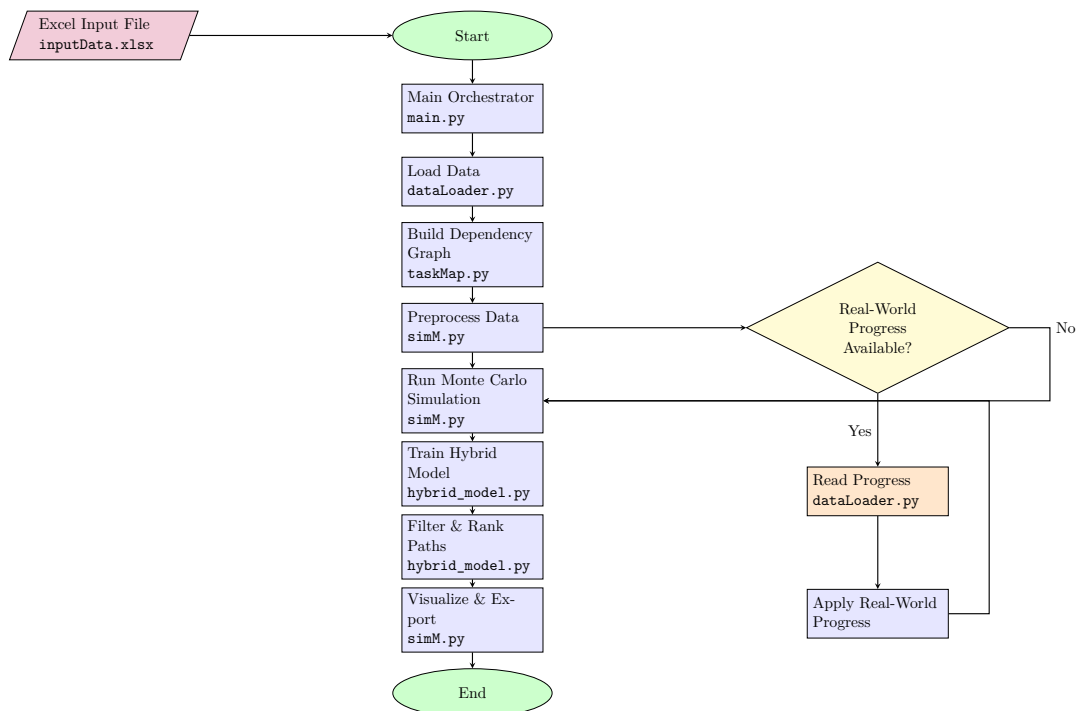 Excel Input File
inputData.xlsx
Start
Main Orchestrator
main.py
Load Data
dataLoader.py
Build Dependency
Graph
taskMap.py
Preprocess Data
simM.py
Real-World
Progress
Available?
No
Run Monte Carlo
Simulation
simM.py
Yes
Train Hybrid
Model
hybrid_model.py
Read Progress
dataLoader.py
Filter & Rank
Paths
hybrid_model.py
Visualize & Ex-
port
simM.py
Apply Real-World
Progress
End